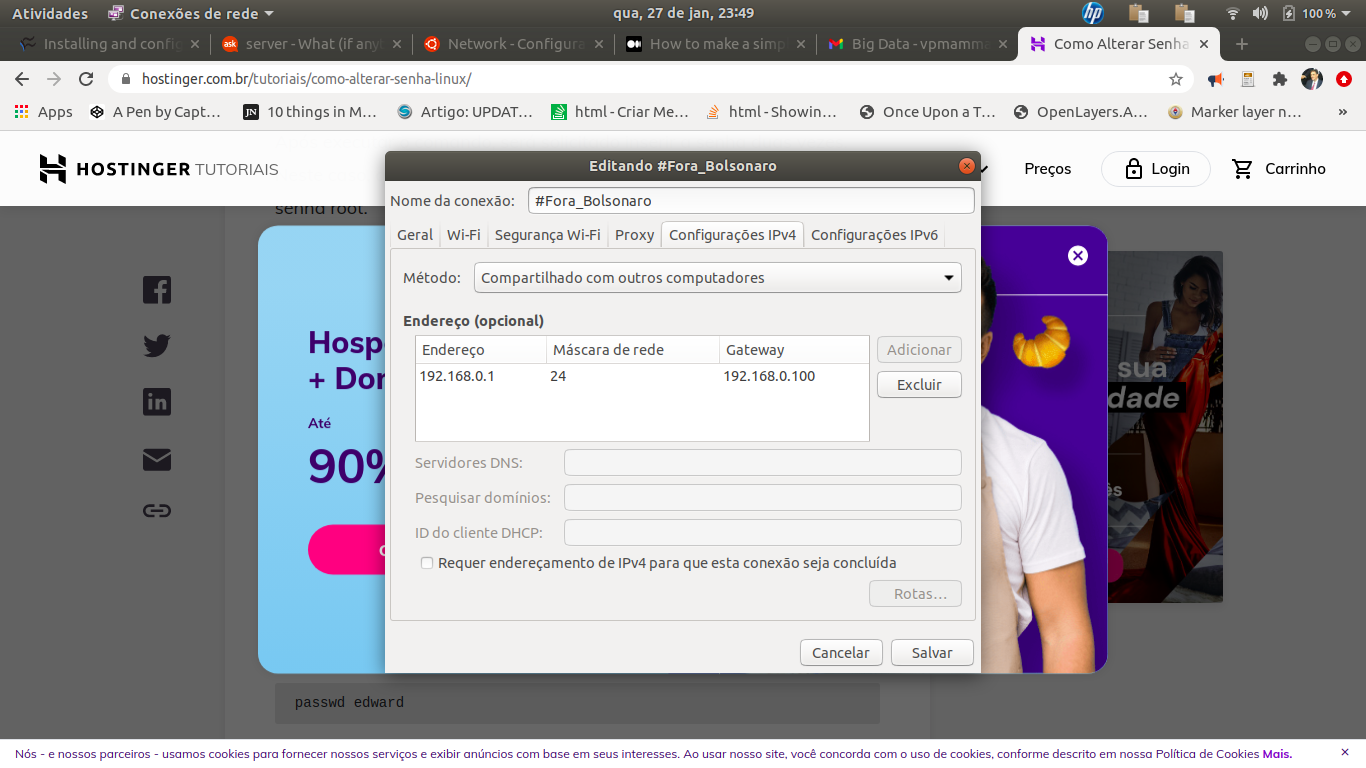 Atividades Conexões de rede qua, 27 de jan, 23:49 hp 100 %
Installing and config ask server - What (if any Network - Configura How to make a simp Big Data - vpmamma Como Alterar Senha
hostinger.com.br/tutoriais/como-alterar-senha-linux/
Apps A Pen by Capt… JN 10 things in M… Artigo: UPDAT… html - Criar Me… html - Showin… Once Upon a T… OpenLayers.A… Marker layer n… »
HOSTINGER TUTORIAIS Preços Login Carrinho
senha root.
Editando #Fora_Bolsonaro
Nome da conexão: #Fora_Bolsonaro
Geral Wi-Fi Segurança Wi-Fi Proxy Configurações IPv4 Configurações IPv6
Método: Compartilhado com outros computadores
Endereço (opcional)
Endereço Máscara de rede Gateway Adicionar
192.168.0.1 24 192.168.0.100
Excluir
Servidores DNS:
Pesquisar domínios:
ID do cliente DHCP:
Requer endereçamento de IPv4 para que esta conexão seja concluída
Rotas…
Cancelar Salvar
Hosp
+ Do
Até
90%
sua
dade
passwd edward
Nós - e nossos parceiros - usamos cookies para fornecer nossos serviços e exibir anúncios com base em seus interesses. Ao usar nosso site, você concorda com o uso de cookies, conforme descrito em nossa Política de Cookies Mais.